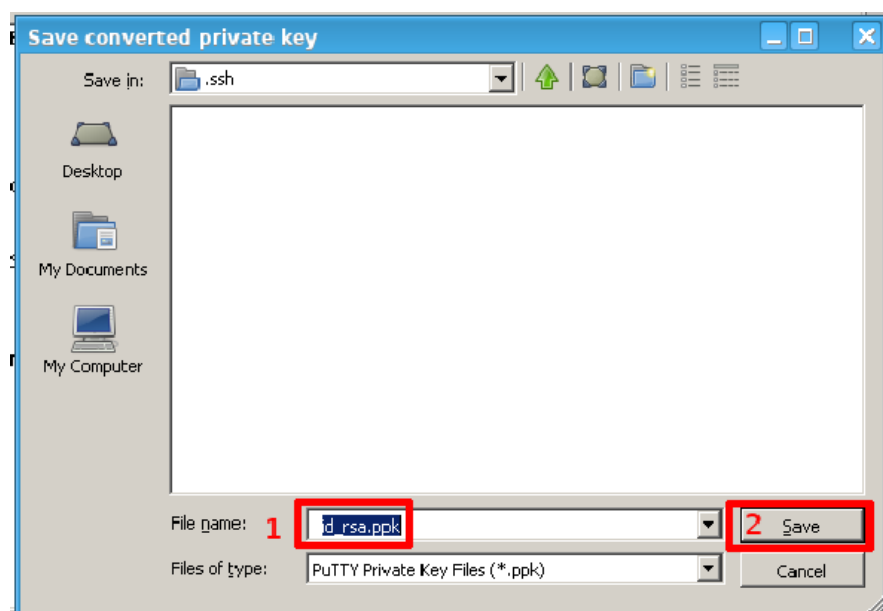 Save converted private key
Save in:
.ssh
Desktop
My Documents
My Computer
File name:
1
id_rsa.ppk
2
Save
Files of type:
PuTTY Private Key Files (*.ppk)
Cancel